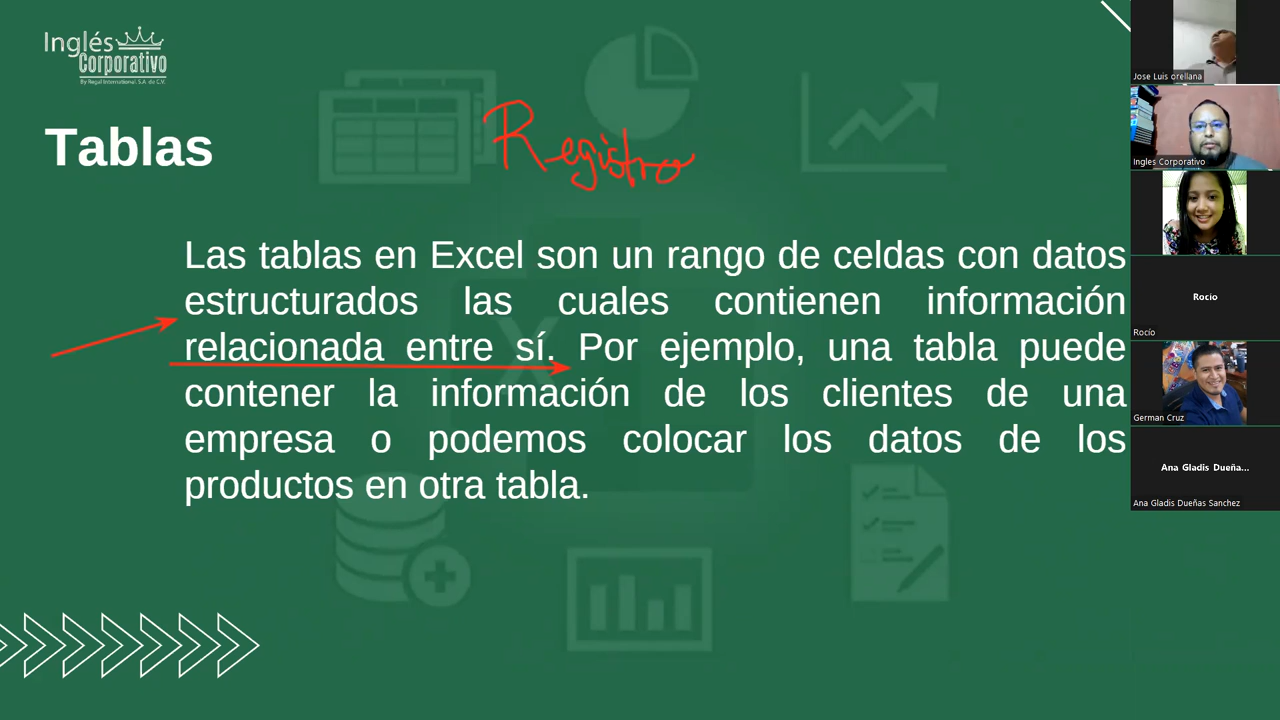 Inglés
Corporativo
By Regal International, S.A. de C.V.
Tablas
Registro
Las tablas en Excel son un rango de celdas con datos
estructurados las cuales contienen información
relacionada entre sí. Por ejemplo, una tabla puede
contener la información de los clientes de una
empresa o podemos colocar los datos de los
productos en otra tabla.
Jose Luis orellana
Ingles Corporativo
Rocío
Rocío
German Cruz
Ana Gladis Dueña...
Ana Gladis Dueñas Sanchez